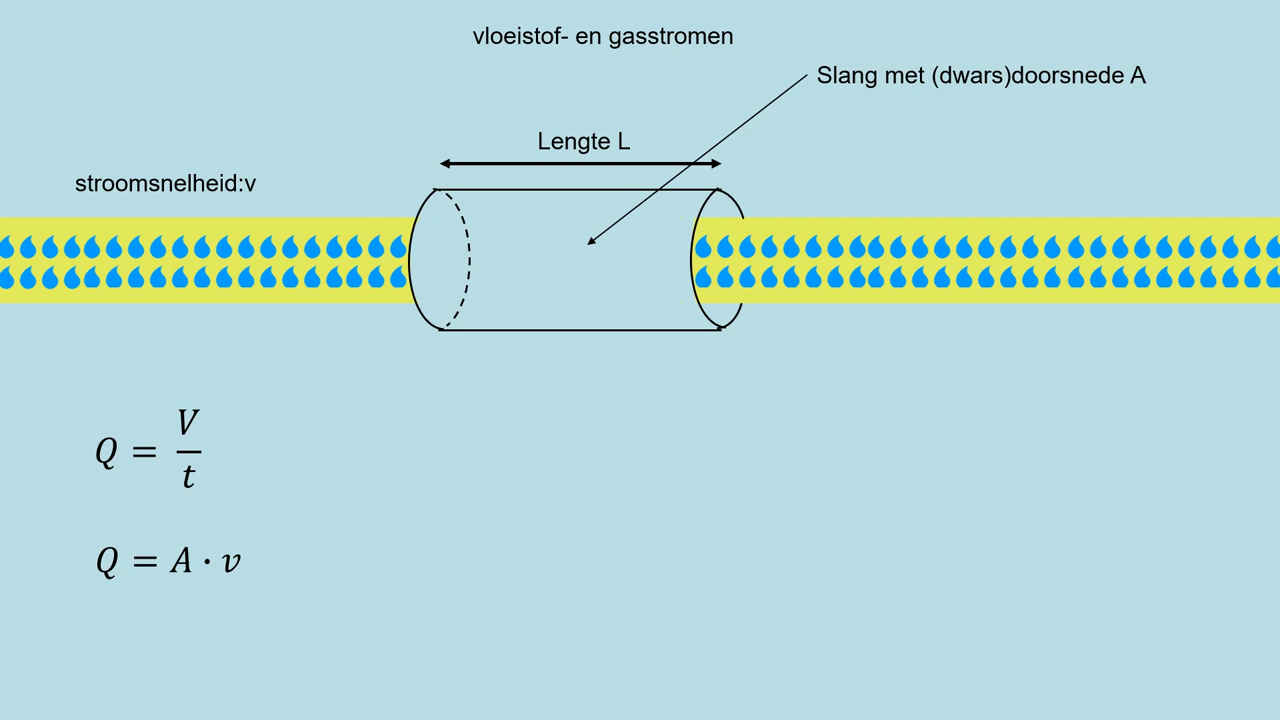 vloeistof- en gasstromen
Slang met (dwars)doorsnede A
Lengte L
stroomsnelheid:v
Q = V/t
Q = A · v